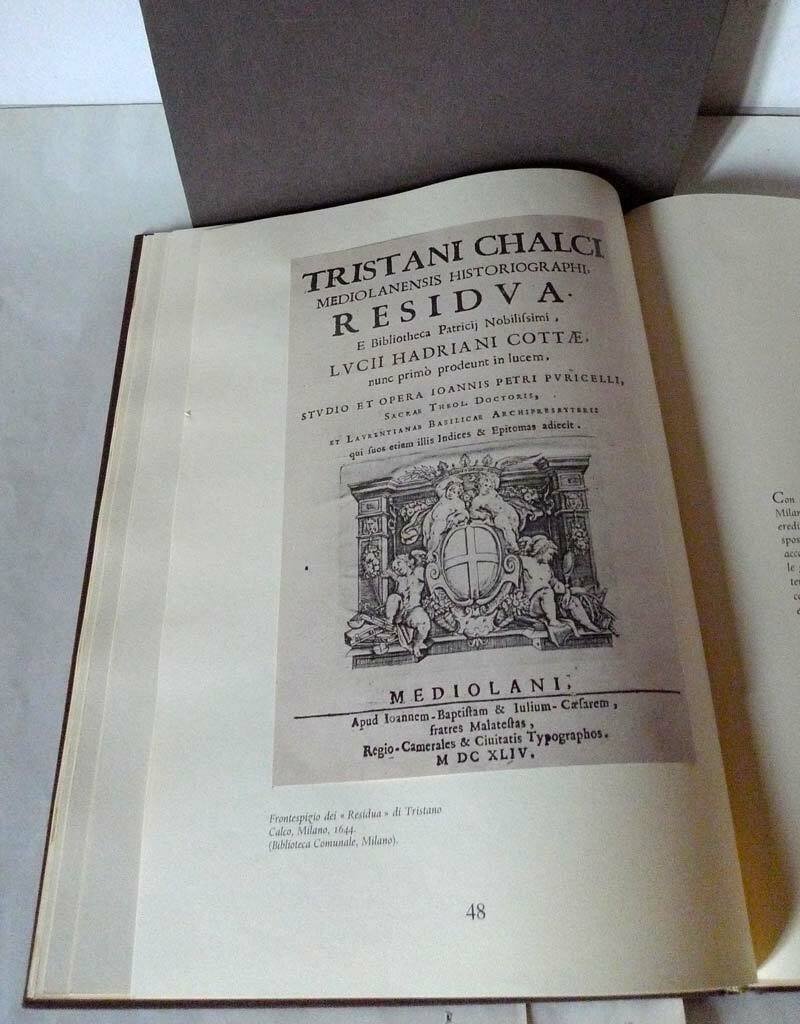 TRISTANI CHALCI
MEDIOLANENSIS HISTORIOGRAPHI,
RESIDVA.
E Bibliotheca Patricij Nobiliſsimi,
LVCII HADRIANI COTTÆ,
nunc primò prodeunt in lucem,
STVDIO ET OPERA IOANNIS PETRI PVRICELLI,
SACRAE THEOL. DOCTORIS,
ET LAVRENTIANAE BASILICAE ARCHIPRESBYTERI:
qui ſuos etiam illis Indices & Epitomas adiecit.
MEDIOLANI,
Apud Ioannem-Baptiſtam & Iulium-Cæſarem,
fratres Malateſtas,
Regio-Camerales & Ciuitatis Typographos.
M DC XLIV.
Frontespizio dei « Residua » di Tristano
Calco, Milano, 1644.
(Biblioteca Comunale, Milano).
48
Con